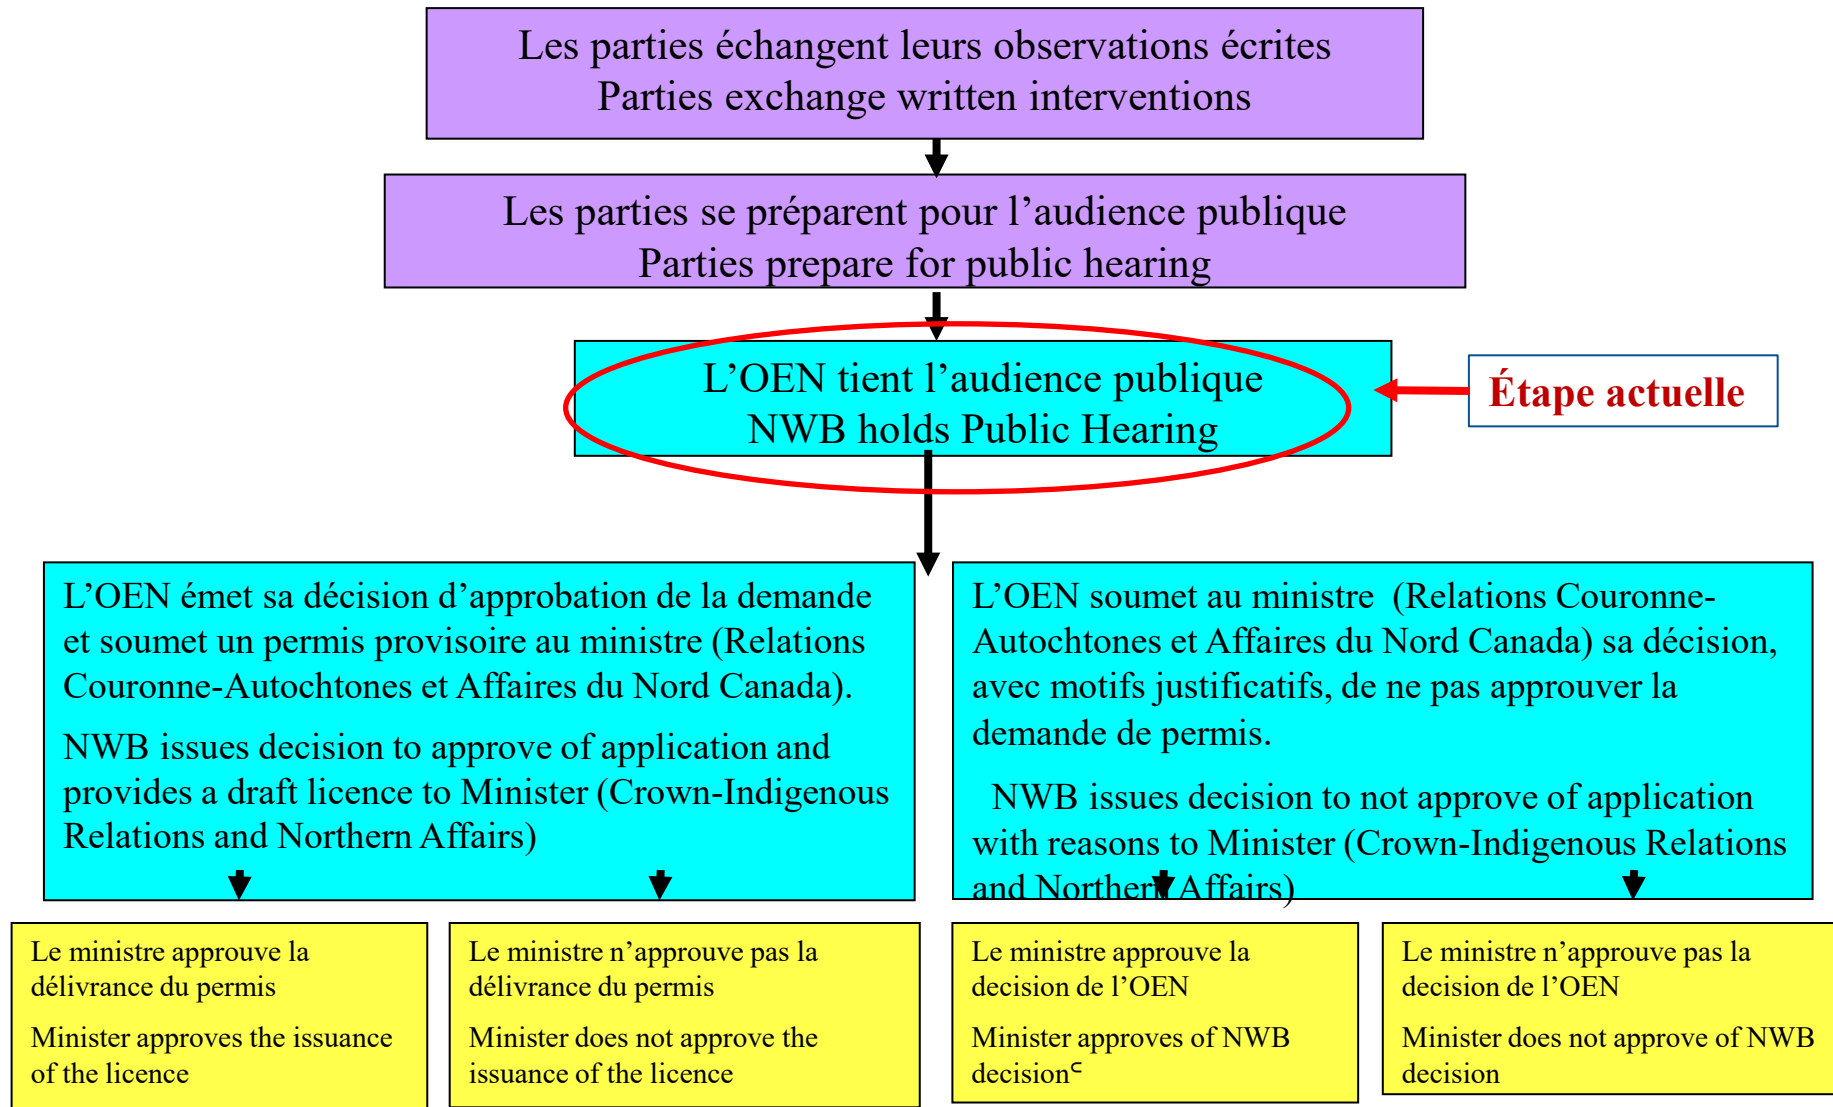 Les parties échangent leurs observations écrites
Parties exchange written interventions
Les parties se préparent pour l’audience publique
Parties prepare for public hearing
L’OEN tient l’audience publique
NWB holds Public Hearing
Étape actuelle
L’OEN émet sa décision d’approbation de la demande
et soumet un permis provisoire au ministre (Relations
Couronne-Autochtones et Affaires du Nord Canada).
NWB issues decision to approve of application and
provides a draft licence to Minister (Crown-Indigenous
Relations and Northern Affairs)
L’OEN soumet au ministre (Relations Couronne-
Autochtones et Affaires du Nord Canada) sa décision,
avec motifs justificatifs, de ne pas approuver la
demande de permis.
NWB issues decision to not approve of application
with reasons to Minister (Crown-Indigenous Relations
and Northern Affairs)
Le ministre approuve la
délivrance du permis
Minister approves the issuance
of the licence
Le ministre n’approuve pas la
délivrance du permis
Minister does not approve the
issuance of the licence
Le ministre approuve la
decision de l’OEN
Minister approves of NWB
decisionᑦ
Le ministre n’approuve pas la
decision de l’OEN
Minister does not approve of NWB
decision